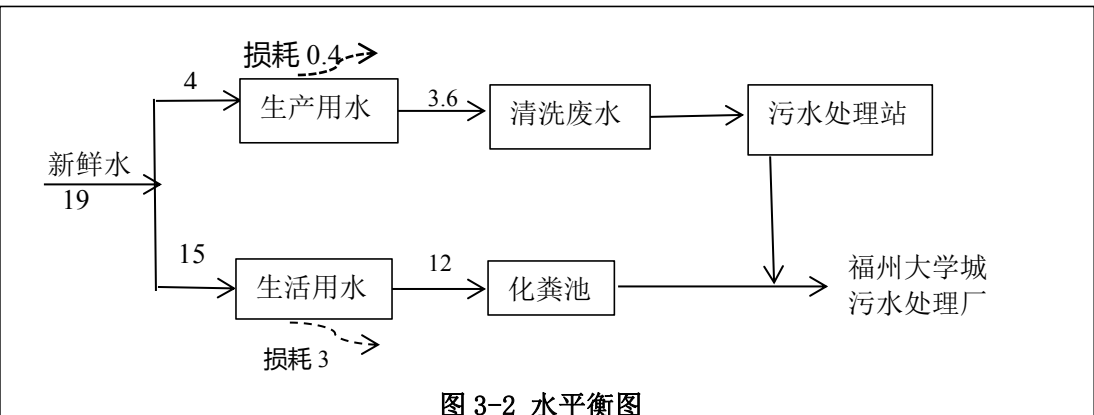 损耗 0.4
4
生产用水
3.6
清洗废水
污水处理站
新鲜水
19
15
生活用水
12
化粪池
福州大学城
污水处理厂
损耗 3
图 3-2 水平衡图